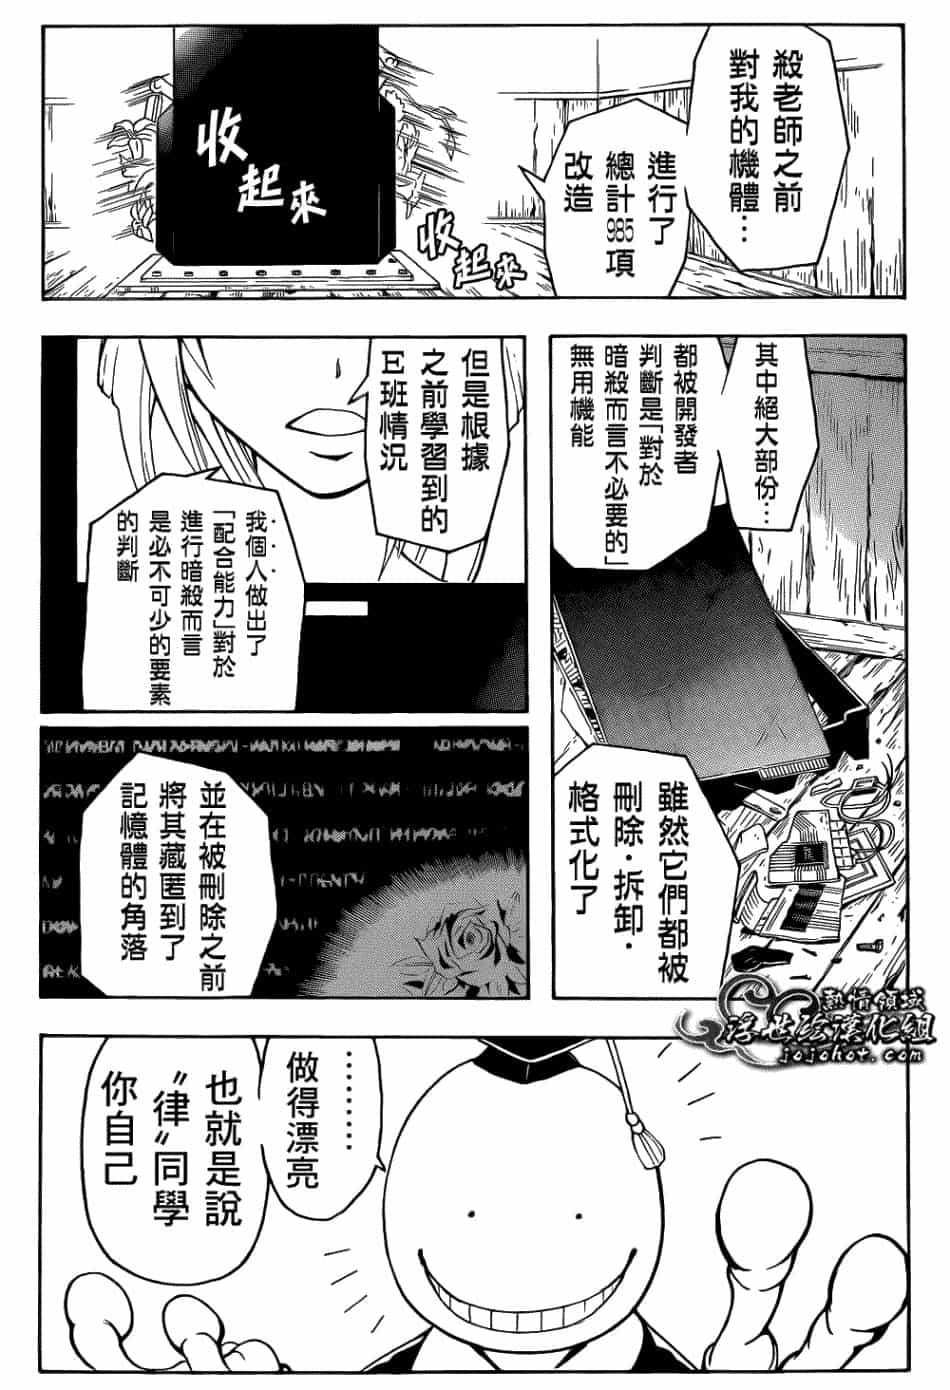 殺老師之前
對我的機體…
進行了
總計985項
改造
收起來
收起來
其中絕大部份…
都被開發者
判斷是「對於
暗殺而言不必要的」
無用機能
雖然它們都被
刪除・拆卸・
格式化了
但是根據
之前學習到的
E班情況
我個人做出了
「配合能力」對於
進行暗殺而言
是必不可少的要素
的判斷
並在被刪除之前
將其藏匿到了
記憶體的角落
………
做得漂亮
也就是說
〝律〞同學
你自己
熱情領域
浮世繪漢化組
jojohot.com